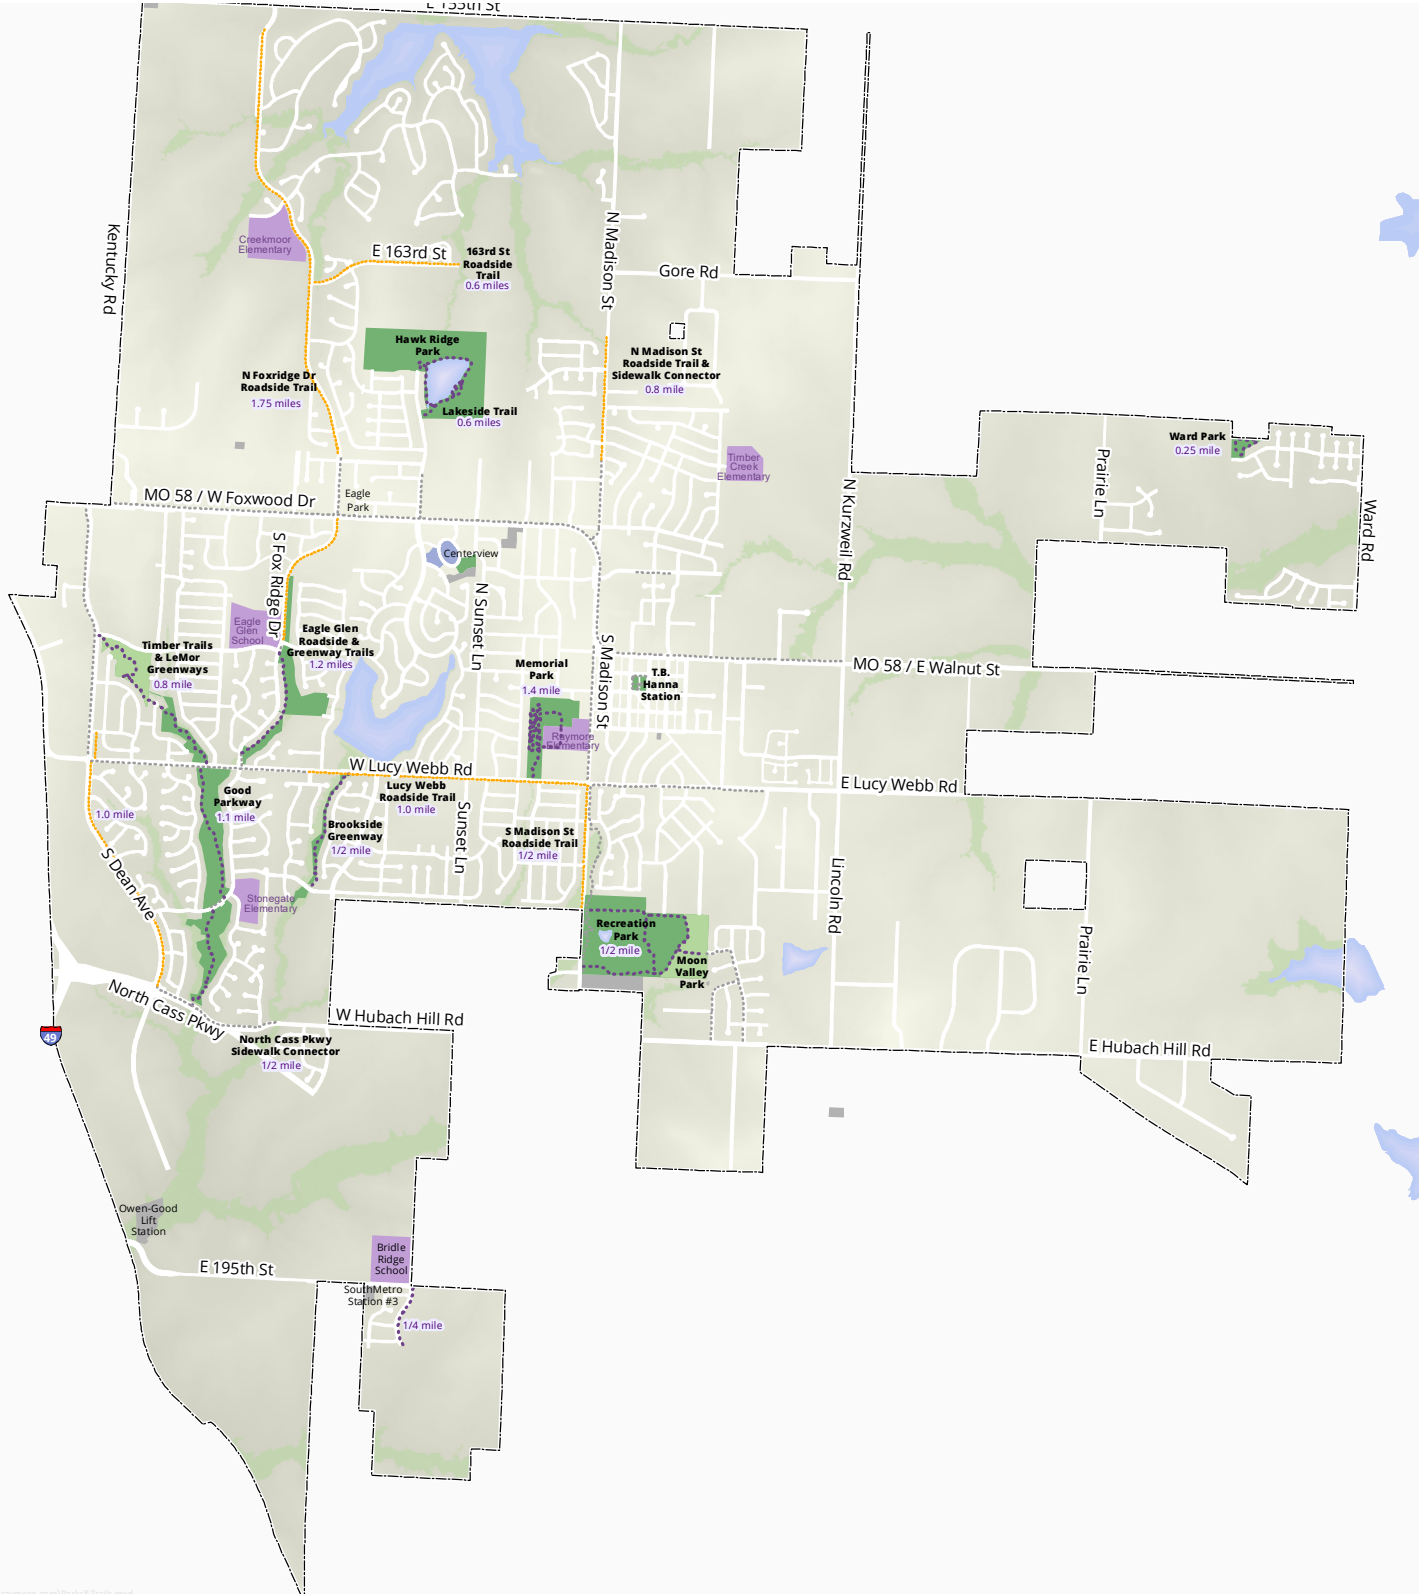 E 155th St
Kentucky Rd
Creekmoor
Elementary
E 163rd St
163rd St
Roadside
Trail
0.6 miles
N Madison St
Gore Rd
Hawk Ridge
Park
N Madison St
Roadside Trail &
Sidewalk Connector
0.8 mile
N Foxridge Dr
Roadside Trail
1.75 miles
Lakeside Trail
0.6 miles
Timber
Creek
Elementary
Ward Park
0.25 mile
Prairie Ln
Ward Rd
N Kurzweil Rd
MO 58 / W Foxwood Dr
Eagle
Park
S Fox Ridge Dr
Centerview
N Sunset Ln
Eagle
Glen
School
Eagle Glen
Roadside &
Greenway Trails
1.2 miles
Timber Trails
& LeMor
Greenways
0.8 mile
Memorial
Park
1.4 mile
S Madison St
T.B.
Hanna
Station
MO 58 / E Walnut St
Raymore
Elementary
W Lucy Webb Rd
E Lucy Webb Rd
Lucy Webb
Roadside Trail
1.0 mile
Good
Parkway
1.1 mile
1.0 mile
Brookside
Greenway
1/2 mile
Sunset Ln
S Madison St
Roadside Trail
1/2 mile
S Dean Ave
Stonegate
Elementary
Lincoln Rd
Recreation
Park
1/2 mile
Moon
Valley
Park
Prairie Ln
North Cass Pkwy
W Hubach Hill Rd
49
North Cass Pkwy
Sidewalk Connector
1/2 mile
E Hubach Hill Rd
Owen-Good
Lift
Station
Bridle
Ridge
School
E 195th St
SouthMetro
Station #3
1/4 mile